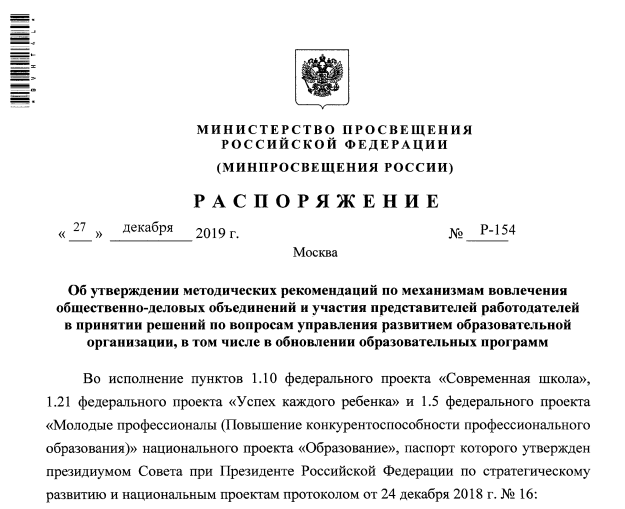 МИНИСТЕРСТВО ПРОСВЕЩЕНИЯ
РОССИЙСКОЙ ФЕДЕРАЦИИ
(МИНПРОСВЕЩЕНИЯ РОССИИ)
РАСПОРЯЖЕНИЕ
« 27 » декабря 2019 г. № Р-154
Москва
Об утверждении методических рекомендаций по механизмам вовлечения
общественно-деловых объединений и участия представителей работодателей
в принятии решений по вопросам управления развитием образовательной
организации, в том числе в обновлении образовательных программ
Во исполнение пунктов 1.10 федерального проекта «Современная школа»,
1.21 федерального проекта «Успех каждого ребенка» и 1.5 федерального проекта
«Молодые профессионалы (Повышение конкурентоспособности профессионального
образования)» национального проекта «Образование», паспорт которого утвержден
президиумом Совета при Президенте Российской Федерации по стратегическому
развитию и национальным проектам протоколом от 24 декабря 2018 г. № 16: